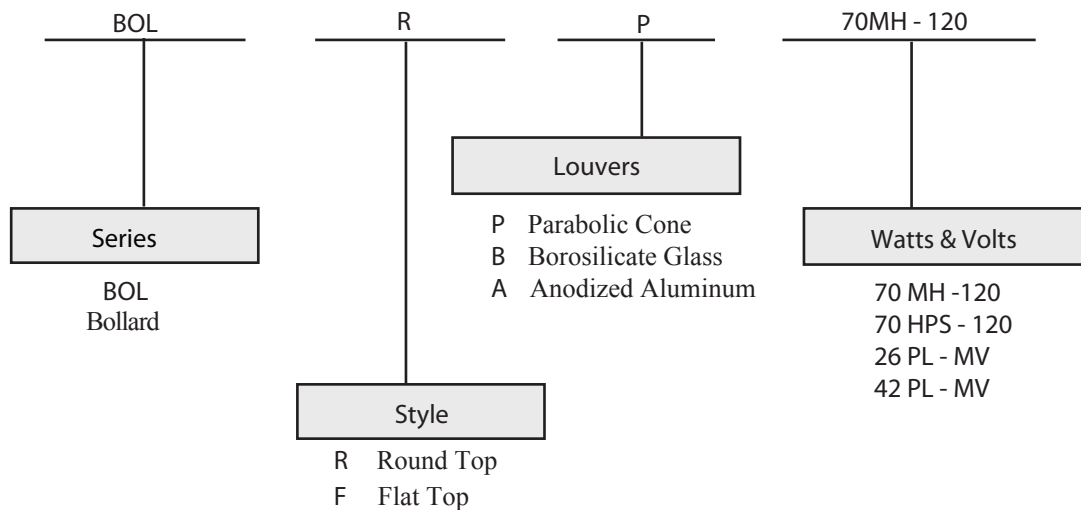 BOL R P 70MH - 120
Louvers
P Parabolic Cone
B Borosilicate Glass
A Anodized Aluminum
Series
BOL
Bollard
Watts & Volts
70 MH -120
70 HPS - 120
26 PL - MV
42 PL - MV
Style
R Round Top
F Flat Top